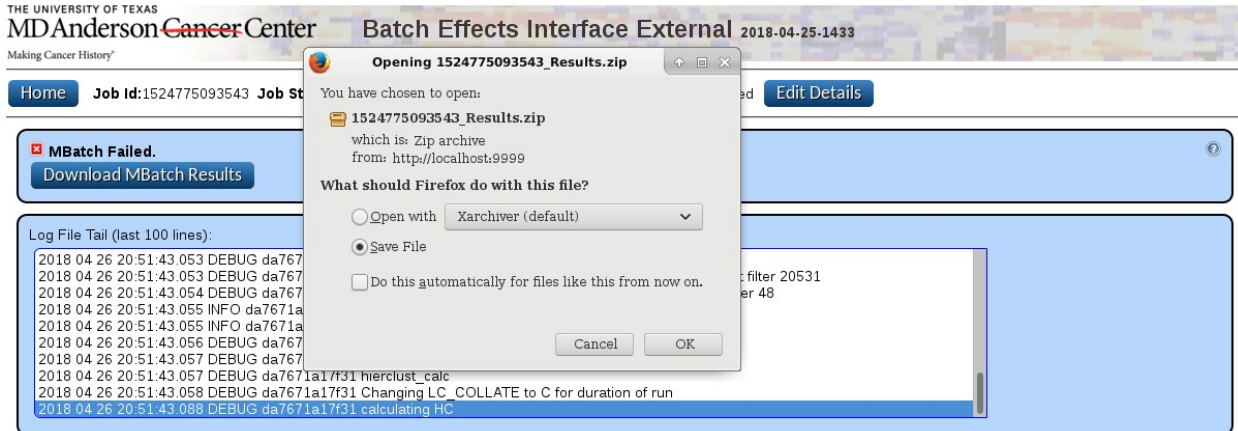 THE UNIVERSITY OF TEXAS
MDAnderson Cancer Center
Making Cancer History®
Batch Effects Interface External 2018-04-25-1433
Home Job Id:1524775093543 Job St
ed Edit Details
MBatch Failed.
Download MBatch Results
Opening 1524775093543_Results.zip
You have chosen to open:
1524775093543_Results.zip
which is: Zip archive
from: http://localhost:9999
What should Firefox do with this file?
Open with Xarchiver (default)
Save File
Do this automatically for files like this from now on.
Cancel OK
Log File Tail (last 100 lines):
2018 04 26 20:51:43.053 DEBUG da767
2018 04 26 20:51:43.053 DEBUG da767 t filter 20531
2018 04 26 20:51:43.054 DEBUG da767 er 48
2018 04 26 20:51:43.055 INFO da7671a
2018 04 26 20:51:43.055 INFO da7671a
2018 04 26 20:51:43.056 DEBUG da767
2018 04 26 20:51:43.057 DEBUG da767
2018 04 26 20:51:43.057 DEBUG da7671a17f31 hierclust_calc
2018 04 26 20:51:43.058 DEBUG da7671a17f31 Changing LC_COLLATE to C for duration of run
2018 04 26 20:51:43.088 DEBUG da7671a17f31 calculating HC